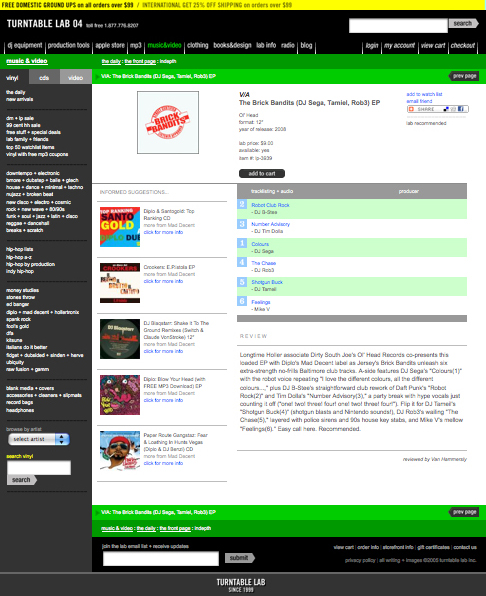 FREE DOMESTIC GROUND UPS on all orders over $99 / INTERNATIONAL GET 25% OFF SHIPPING on orders over $99
TURNTABLE LAB 04 toll free 1.877.776.8207
search
dj equipment production tools apple store mp3 music&video clothing books&design lab info radio blog
login my account view cart checkout
music & video
the daily : the front page : indepth
vinyl cds video
V/A: The Brick Bandits (DJ Sega, Tamiel, Rob3) EP
prev page
the daily
new arrivals
dm + lp sale
99 cent hh sale
free stuff + special deals
lab family + friends
top 50 watchlist items
vinyl with free mp3 coupons
downtempo + electronic
bmore + dubstep + baile + glech
house + dance + minimal + techno
nujazz + broken beat
new disco + electro + cosmic
rock + new wave + 80/90s
funk + soul + jazz + latin + disco
reggae + dancehall
breaks + scratch
hip-hop lists
hip-hop a-z
hip-hop by production
indy hip-hop
money studies
stones throw
ed banger
diplo + mad decent + hollertronix
spank rock
fool's gold
dfa
kitsune
italians do it better
fidget + dubsided + sinden + herve
ubiquity
raw fusion + gamm
blank media + covers
accessories + cleaners + slipmats
record bags
headphones
browse by artist
select artist
search vinyl
search
BRICK
BANDITS
V/A
The Brick Bandits (DJ Sega, Tamiel, Rob3) EP
Ol' Head
format: 12"
year of release: 2008
lab price: $9.00
available: yes
item #: lp-3939
add to cart
add to watch list
email friend
SHARE
lab recommended
INFORMED SUGGESTIONS...
TOP RANKING
SANTO
GOLD
Diplo & Santogold: Top
Ranking CD
more from Mad Decent
click for more info
CROOKERS
Crookers: E.Pistola EP
more from Mad Decent
click for more info
DJ Blaqstarr
DJ Blaqstarr: Shake It To The
Ground Remixes (Switch &
Claude VonStroke) 12"
more from Mad Decent
click for more info
Diplo: Blow Your Head (with
FREE MP3 Download) EP
more from Mad Decent
click for more info
Paper Route Gangstaz: Fear
& Loathing In Hunts Vegas
(Diplo & DJ Benzi) CD
more from Mad Decent
click for more info
tracklisting + audio producer
2 Robot Club Rock
- DJ B-Stee
3 Number Advisory
- DJ Tim Dolla
1 Colours
- DJ Sega
4 The Chase
- DJ Rob3
5 Shotgun Buck
- DJ Tameil
6 Feelings
- Mike V
REVIEW
Longtime Holler associate Dirty South Joe's Ol' Head Records co-presents this
loaded EP with Diplo's Mad Decent label as Jersey's Brick Bandits unleash six
extra-strength no-frills Baltimore club tracks. A-side features DJ Sega's "Colours(1)"
with the robot voice repeating "I love the different colours, all the different
colours...," plus DJ B-Stee's straightforward club rework of Daft Punk's "Robot
Rock(2)" and Tim Dolla's "Number Advisory(3)," a party break with hype vocals just
counting it off ("one! two! three! four! one! two! three! four!"). Flip it for DJ Tameil's
"Shotgun Buck(4)" (shotgun blasts and Nintendo sounds!), DJ Rob3's wailing "The
Chase(5)," layered with police sirens and 90s house key stabs, and Mike V's mellow
"Feelings(6)." Easy call here. Recommended.
reviewed by Van Hammersly
V/A: The Brick Bandits (DJ Sega, Tamiel, Rob3) EP
prev page
music & video : the daily : the front page : indepth
join the lab email list + receive updates
submit
view cart | order info | storefront info | gift certificates | contact us
privacy policy | all writing + images ©2005 turntable lab inc.
TURNTABLE LAB
SINCE 1999